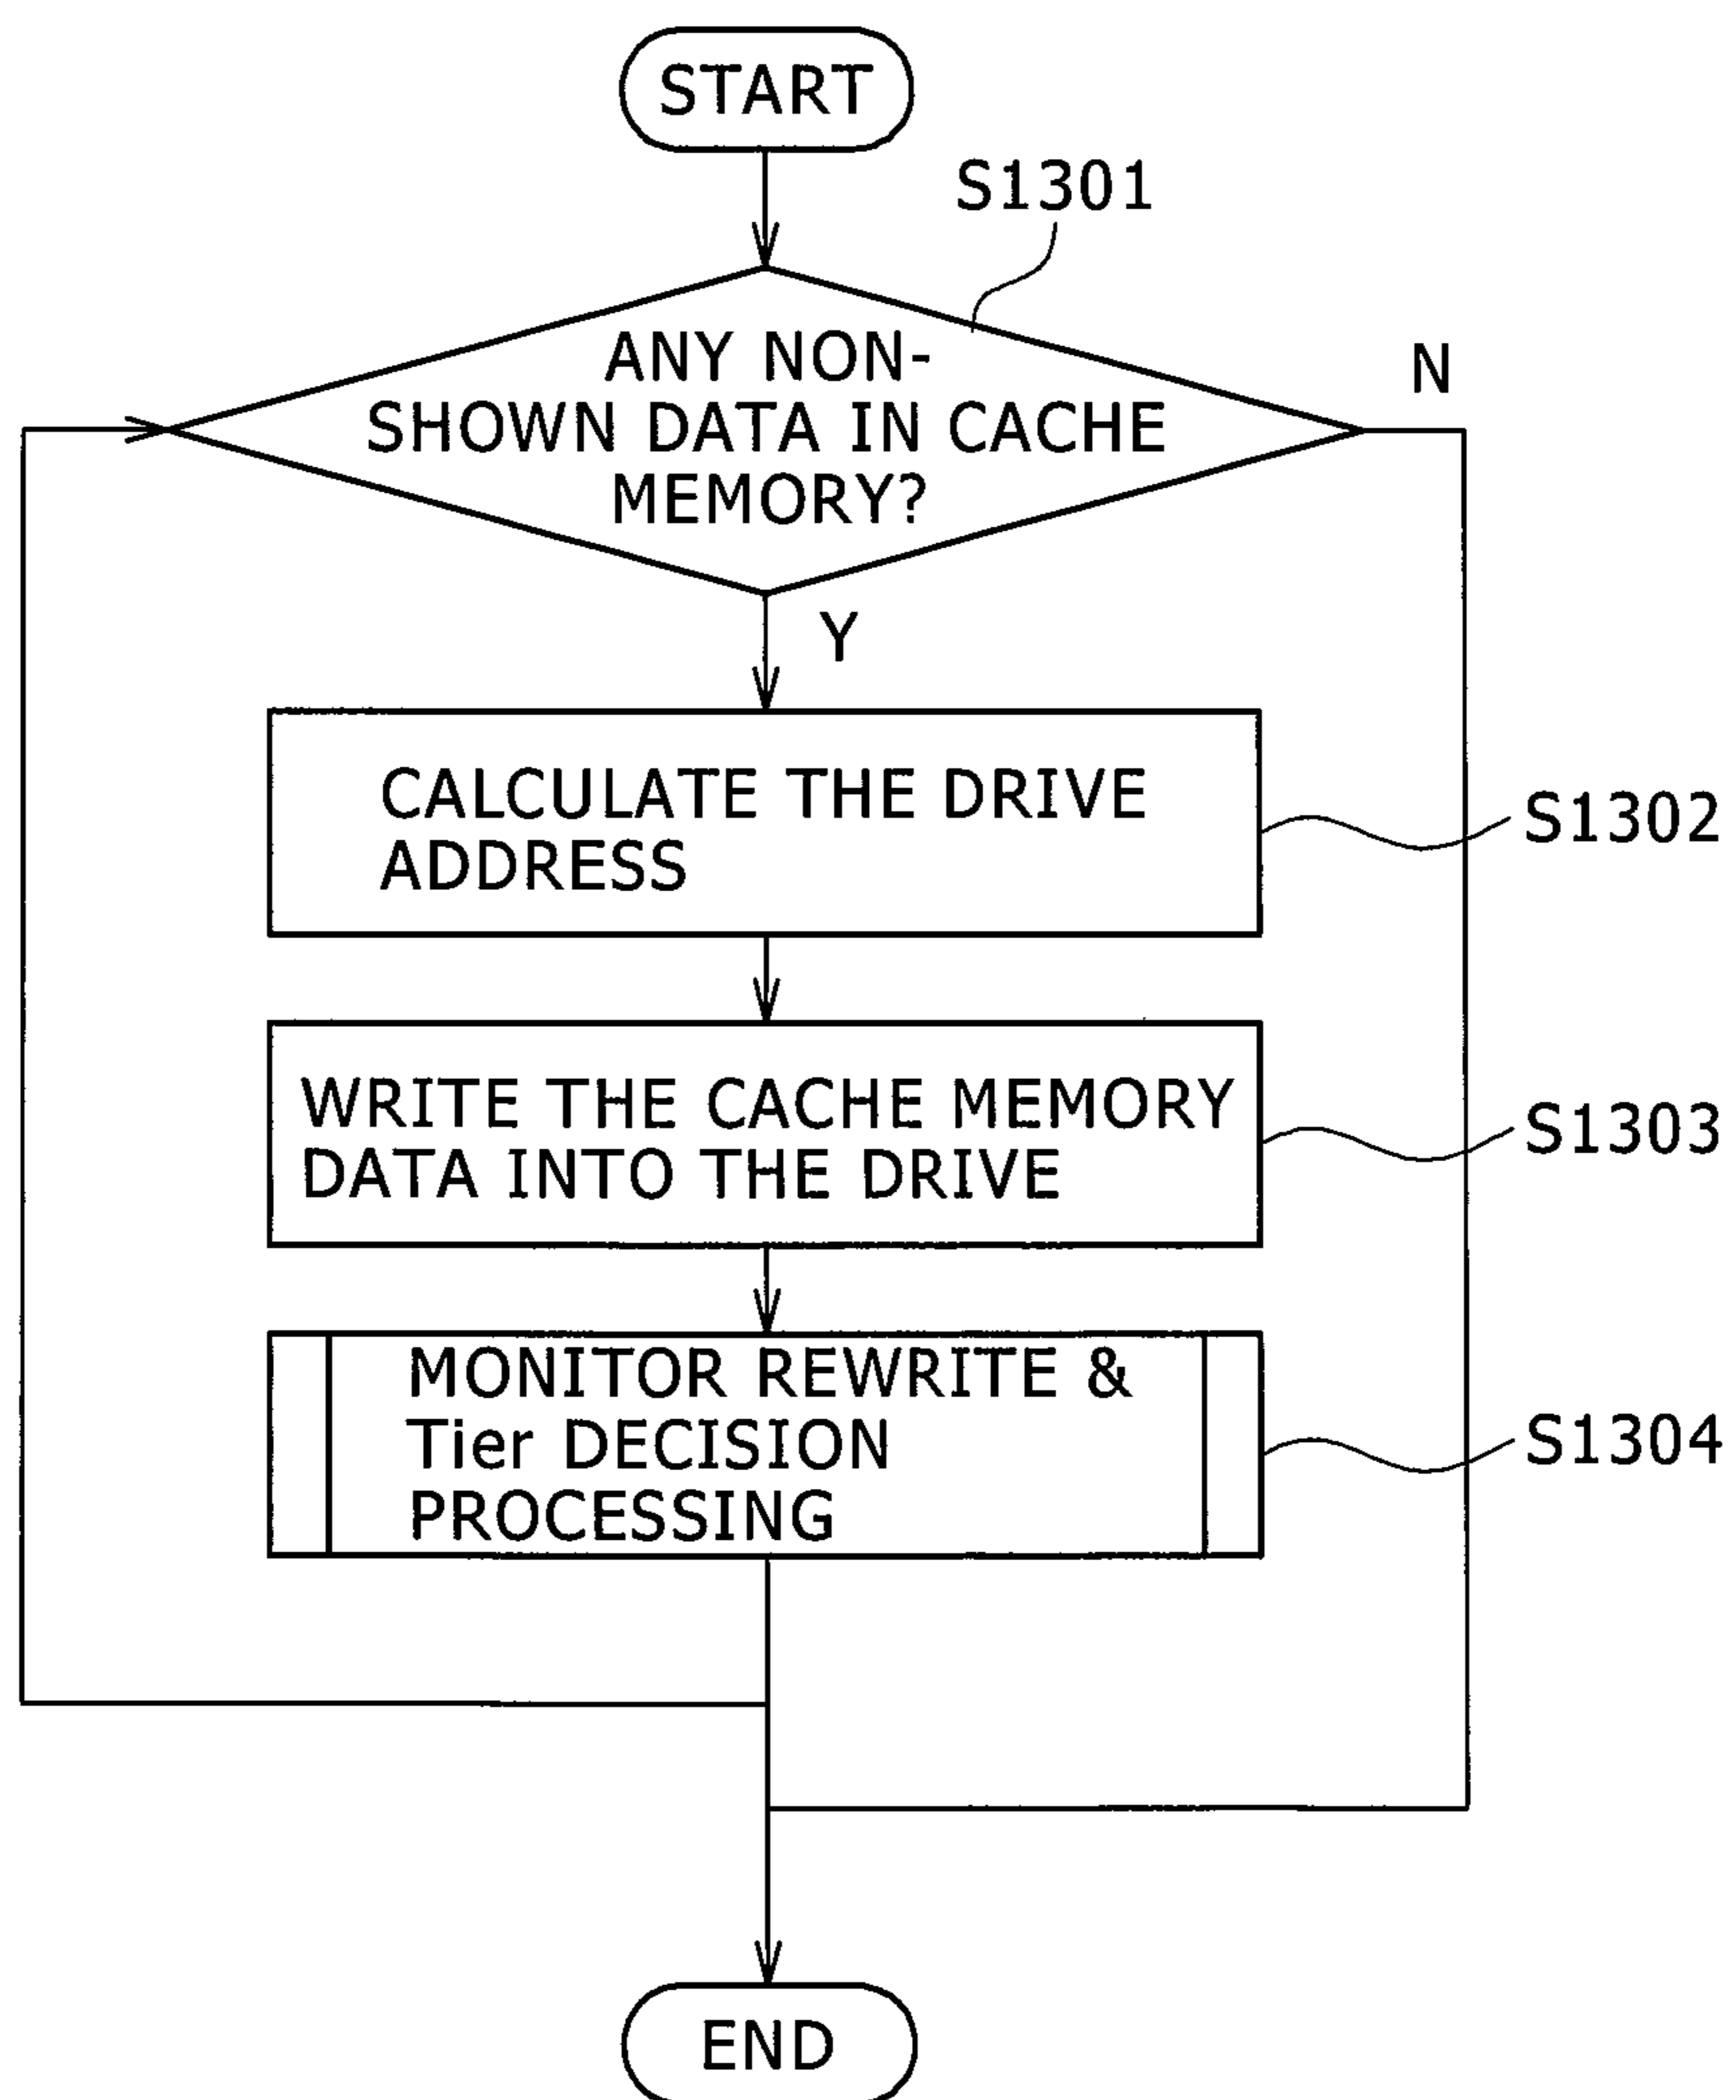 START
S1301
ANY NON-
SHOWN DATA IN CACHE
MEMORY?
N
Y
CALCULATE THE DRIVE
ADDRESS
S1302
WRITE THE CACHE MEMORY
DATA INTO THE DRIVE
S1303
MONITOR REWRITE &
Tier DECISION
PROCESSING
S1304
END